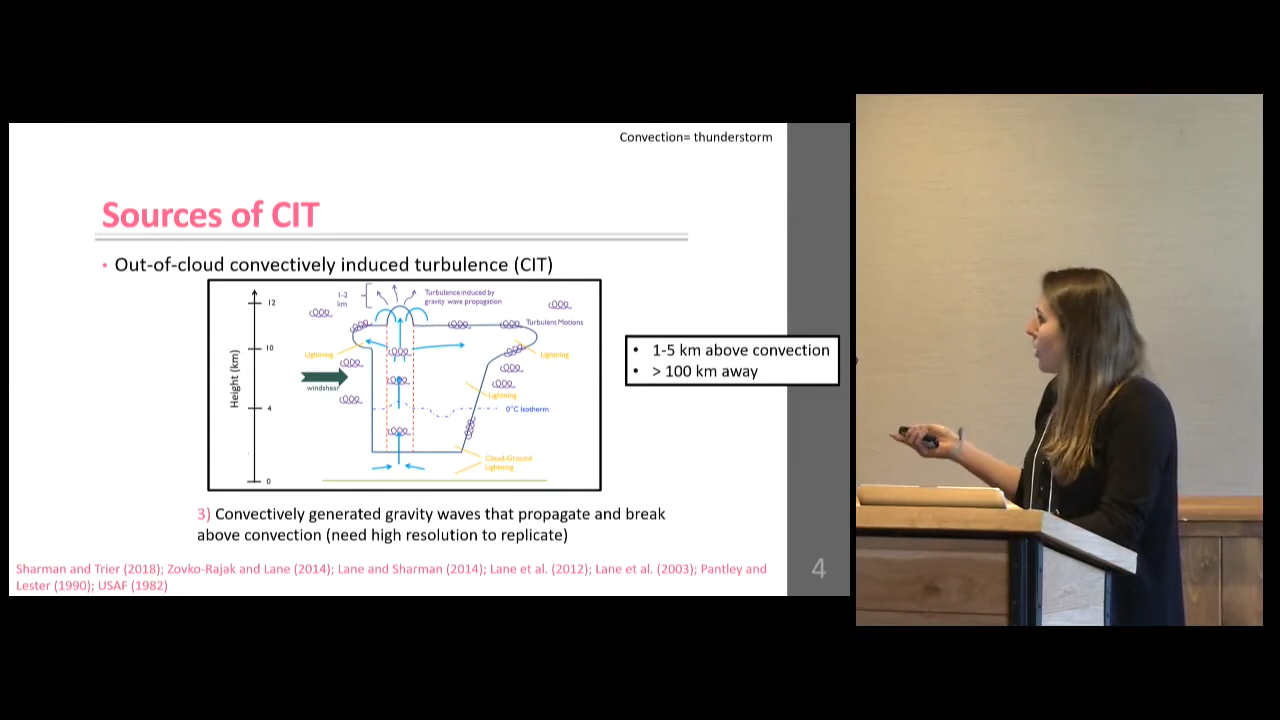 Convection= thunderstorm
Sources of CIT
• Out-of-cloud convectively induced turbulence (CIT)
Height (km)
12
10
4
0
1-2
km
Turbulence induced by
gravity wave propagation
Turbulent Motions
Lightning
Lightning
windshear
Lightning
0°C Isotherm
Cloud-Ground
Lightning
• 1-5 km above convection
• > 100 km away
3) Convectively generated gravity waves that propagate and break
above convection (need high resolution to replicate)
Sharman and Trier (2018); Zovko-Rajak and Lane (2014); Lane and Sharman (2014); Lane et al. (2012); Lane et al. (2003); Pantley and
Lester (1990); USAF (1982)
4